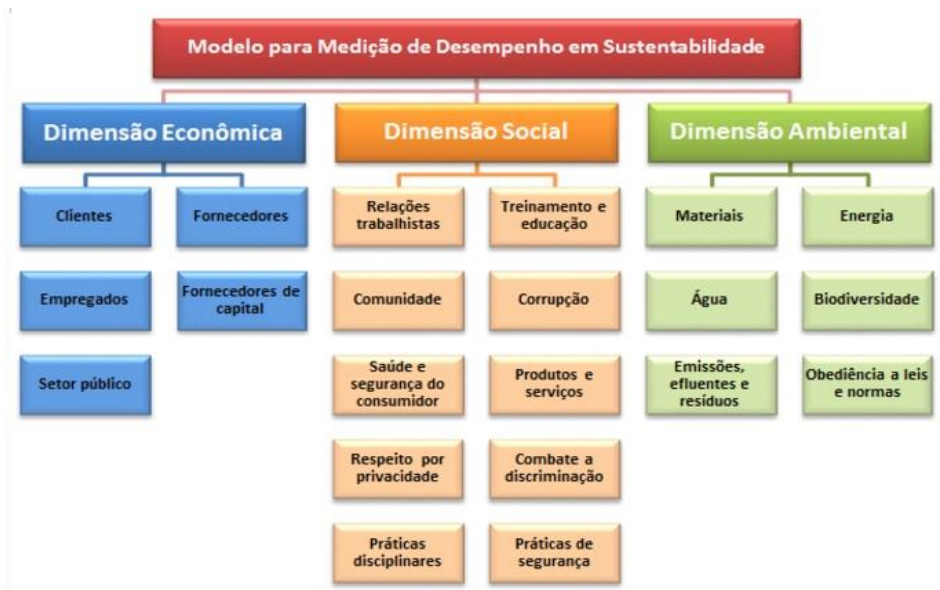 Modelo para Medição de Desempenho em Sustentabilidade
Dimensão Econômica
Dimensão Social
Dimensão Ambiental
Clientes
Fornecedores
Empregados
Fornecedores de
capital
Setor público
Relações
trabalhistas
Treinamento e
educação
Comunidade
Corrupção
Saúde e
segurança do
consumidor
Produtos e
serviços
Respeito por
privacidade
Combate a
discriminação
Práticas
disciplinares
Práticas de
segurança
Materiais
Energia
Água
Biodiversidade
Emissões,
efluentes e
resíduos
Obediência a leis
e normas